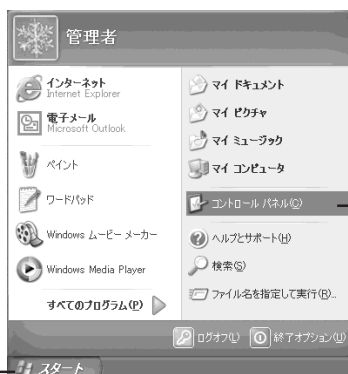 管理者
インターネット
Internet Explorer
電子メール
Microsoft Outlook
ペイント
ワードパッド
Windows ムービー メーカー
Windows Media Player
すべてのプログラム(P)
マイ ドキュメント
マイ ピクチャ
マイ ミュージック
マイ コンピュータ
コントロール パネル(C)
ヘルプとサポート(H)
検索(S)
ファイル名を指定して実行(R)...
ログオフ(L)
終了オプション(U)
スタート